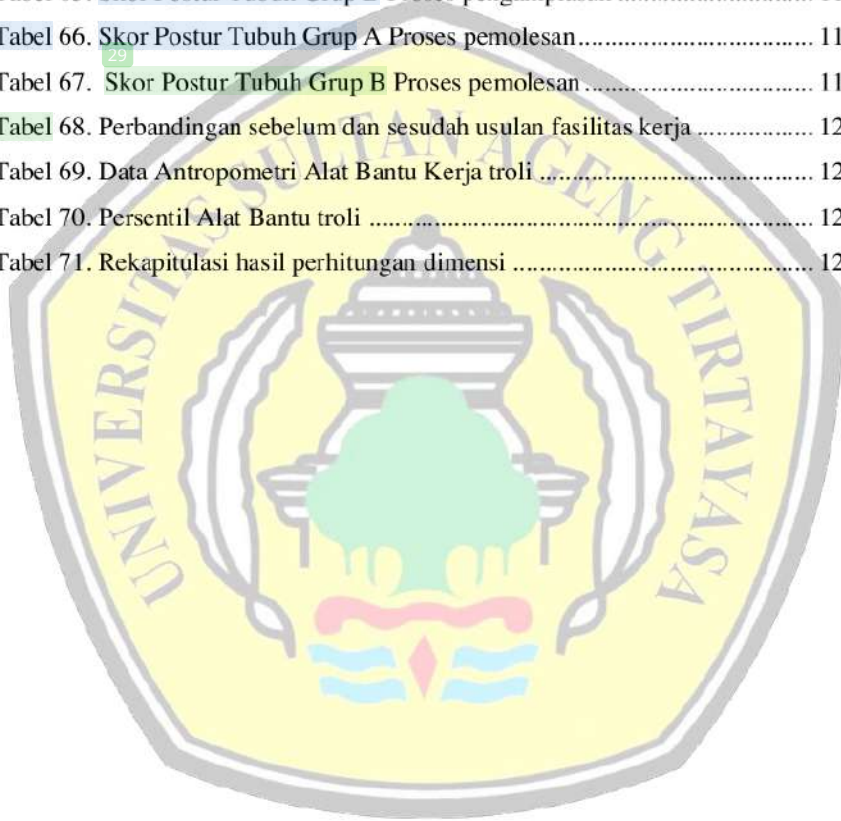 Tabel 66. Skor Postur Tubuh Grup A Proses pemolesan.......................................... 11
29
Tabel 67. Skor Postur Tubuh Grup B Proses pemolesan......................................... 11
Tabel 68. Perbandingan sebelum dan sesudah usulan fasilitas kerja ..................... 12
Tabel 69. Data Antropometri Alat Bantu Kerja troli ................................................ 12
Tabel 70. Persentil Alat Bantu troli ........................................................................... 12
Tabel 71. Rekapitulasi hasil perhitungan dimensi .................................................... 12
UNIVERSITAS SULTAN AGENG TIRTAYASA